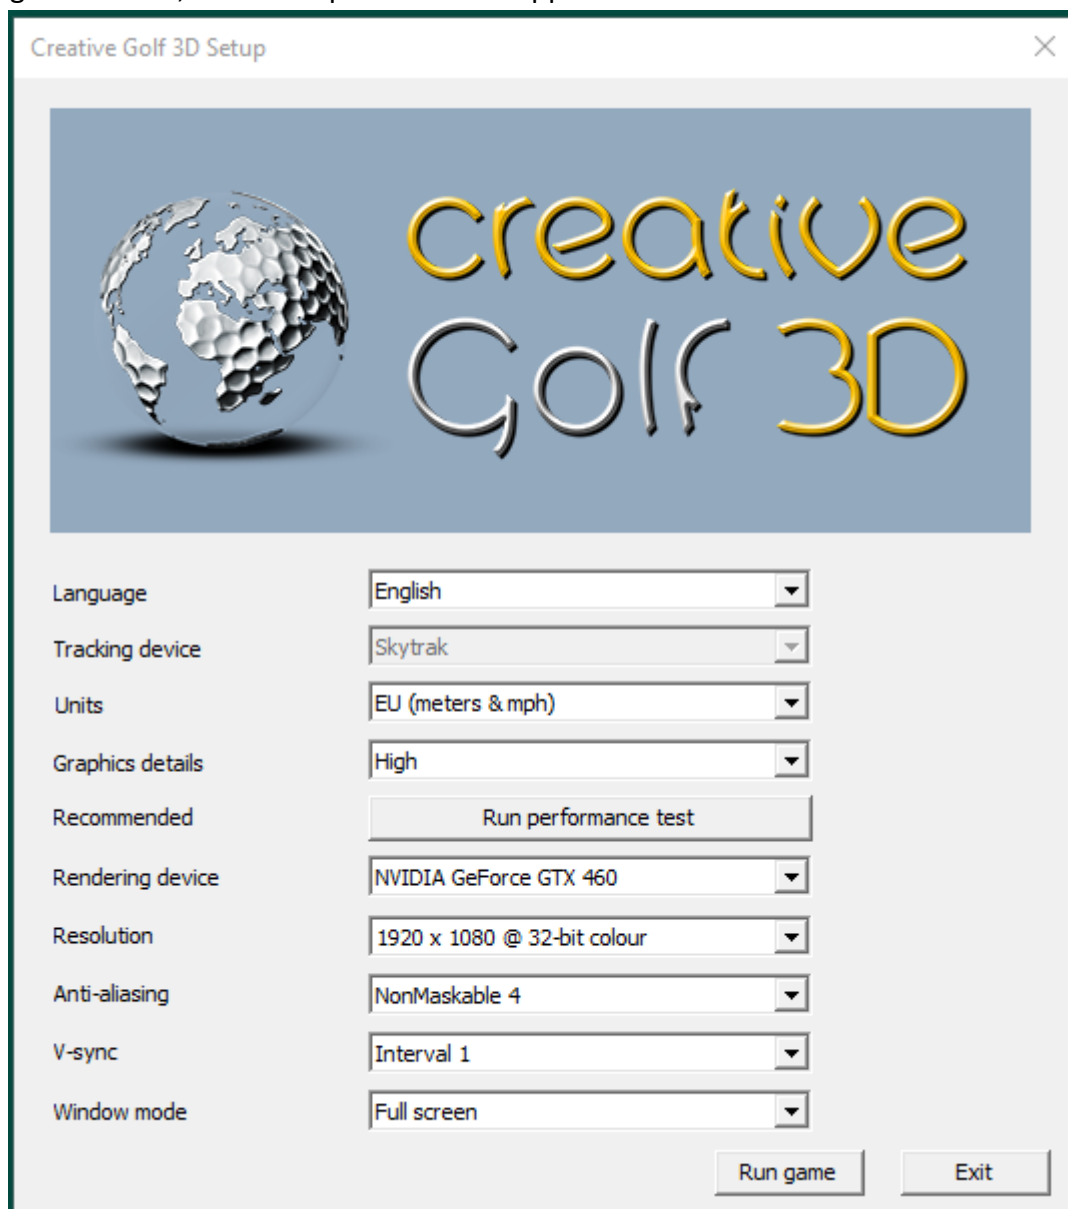 Creative Golf 3D Setup
creative
Golf 3D
Language English
Tracking device Skytrak
Units EU (meters & mph)
Graphics details High
Recommended Run performance test
Rendering device NVIDIA GeForce GTX 460
Resolution 1920 x 1080 @ 32-bit colour
Anti-aliasing NonMaskable 4
V-sync Interval 1
Window mode Full screen
Run game Exit